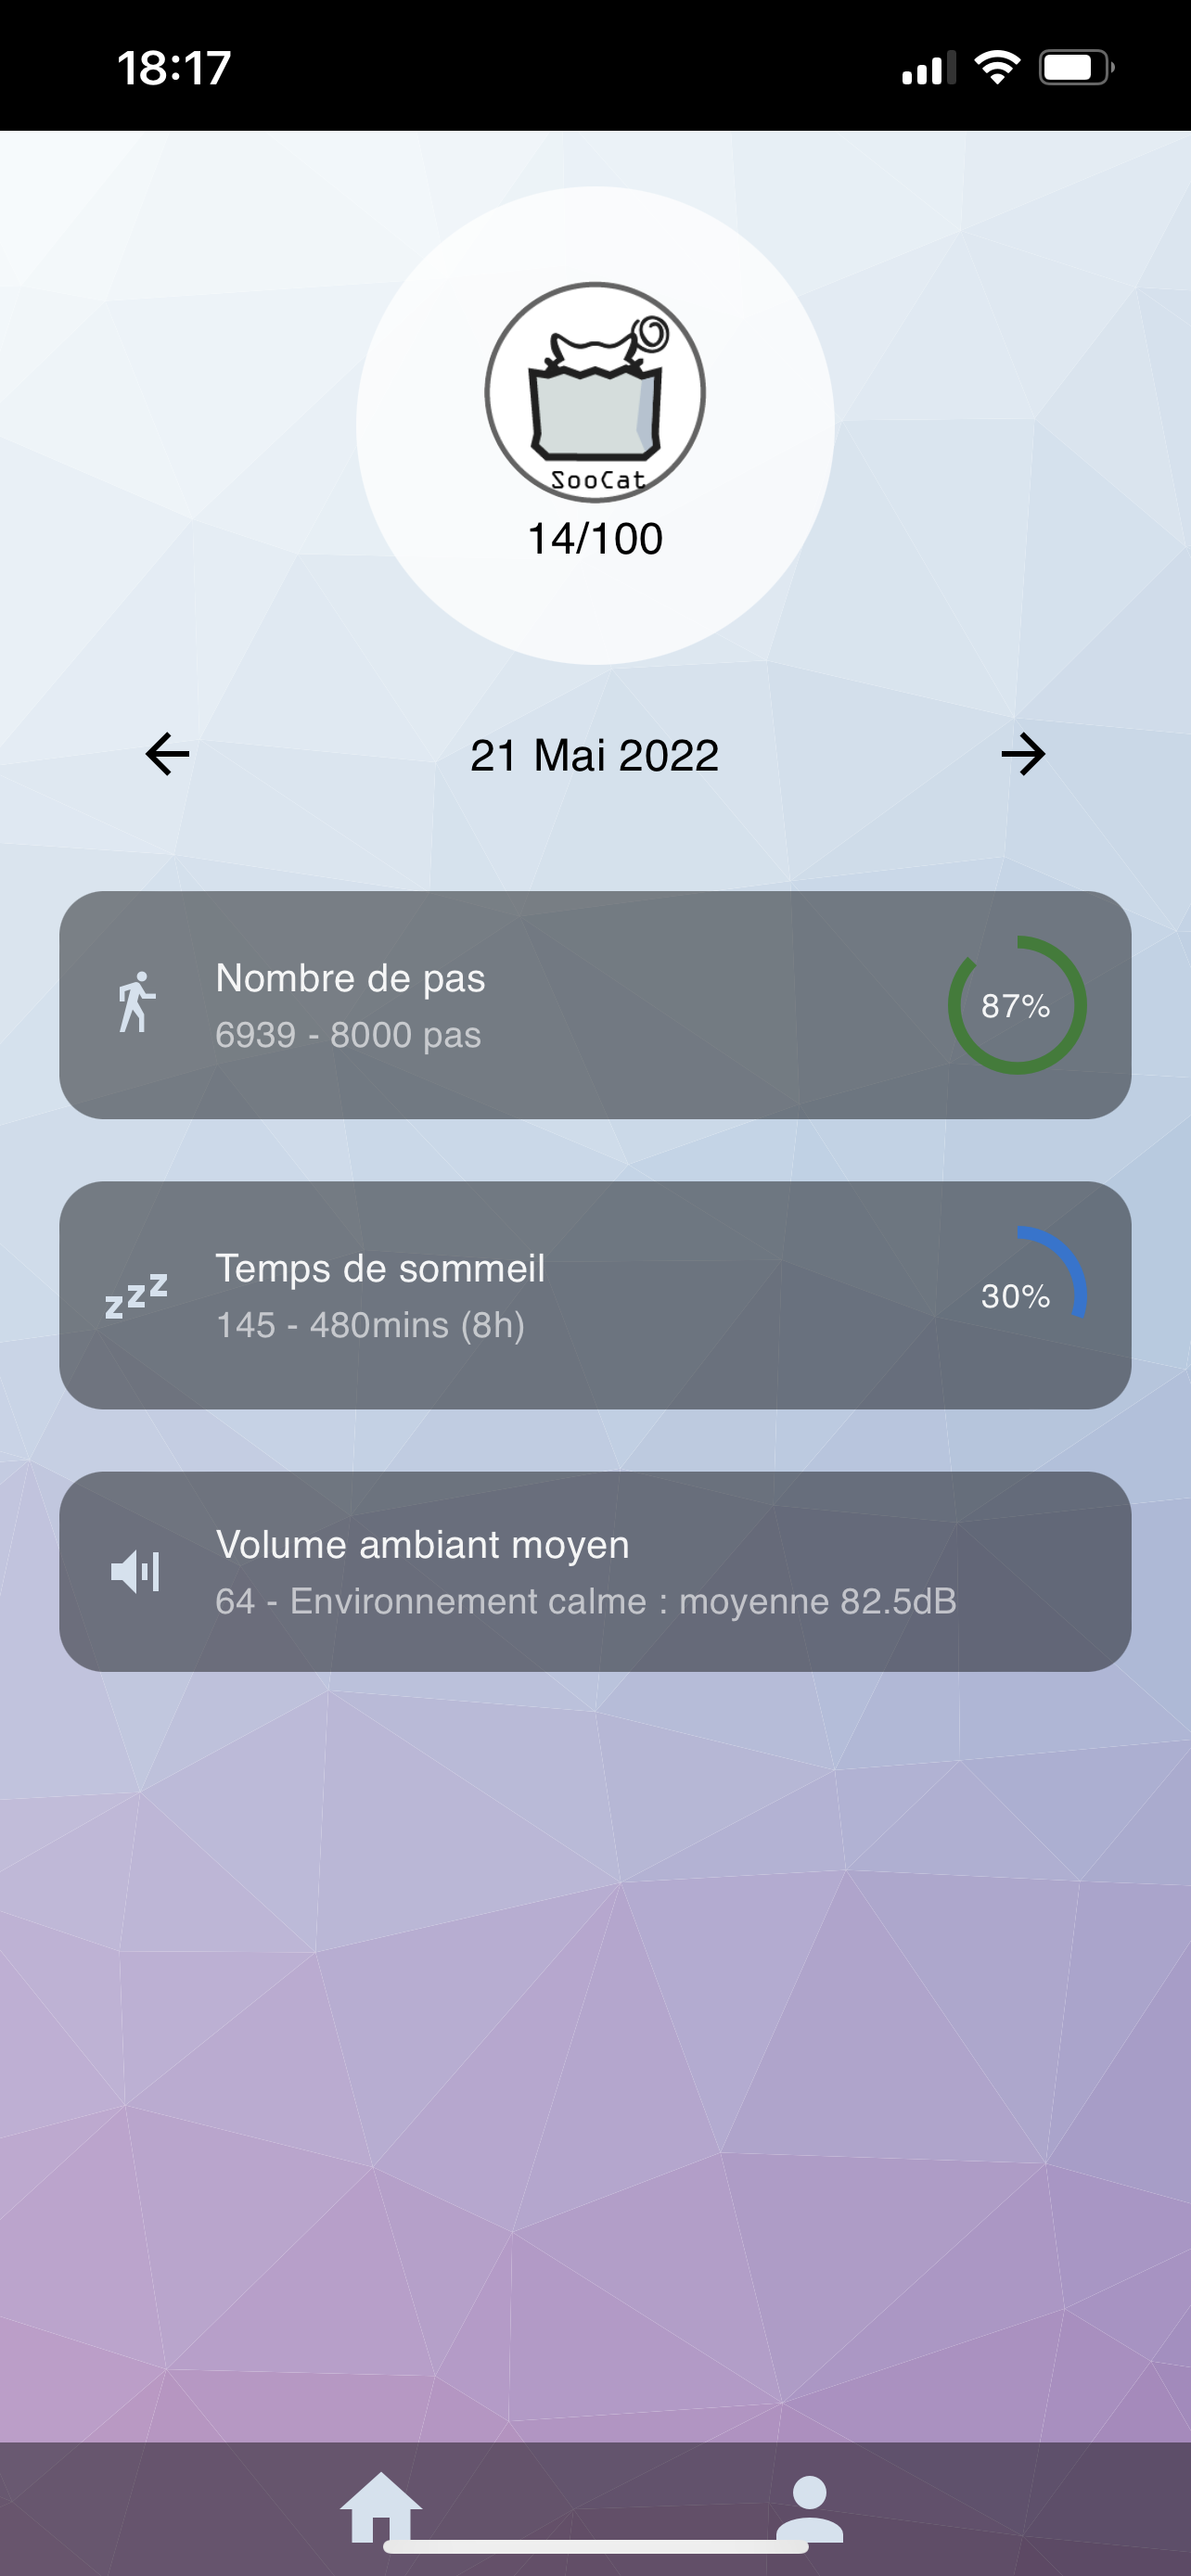 18:17
SooCat
14/100
21 Mai 2022
Nombre de pas
6939 - 8000 pas
87%
zzz
Temps de sommeil
145 - 480mins (8h)
30%
Volume ambiant moyen
64 - Environnement calme : moyenne 82.5dB